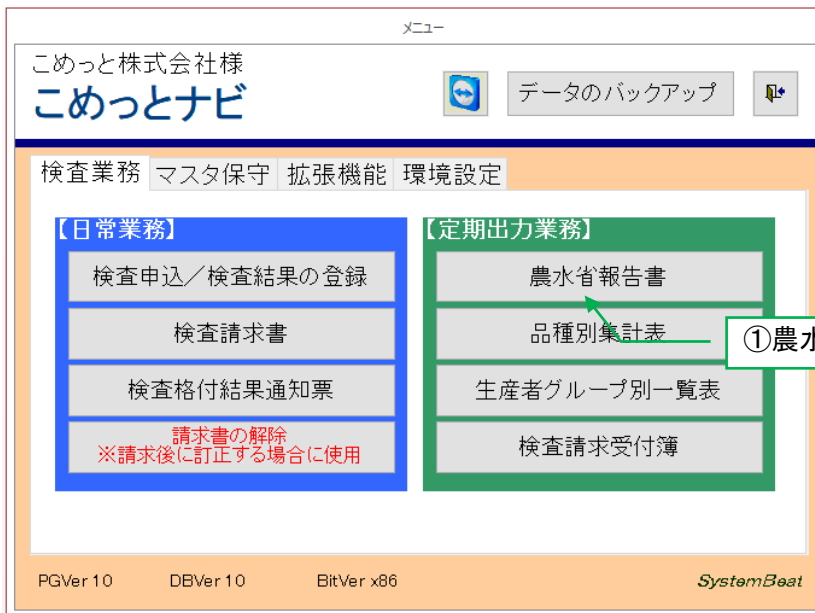 メニュー
こめっと株式会社様
こめっとナビ
データのバックアップ
検査業務 マスタ保守 拡張機能 環境設定
【日常業務】
検査申込／検査結果の登録
検査請求書
検査格付結果通知票
請求書の解除
※請求後に訂正する場合に使用
【定期出力業務】
農水省報告書
品種別集計表
生産者グループ別一覧表
検査請求受付簿
①農水
PGVer 10 DBVer 10 BitVer x86 SystemBeat